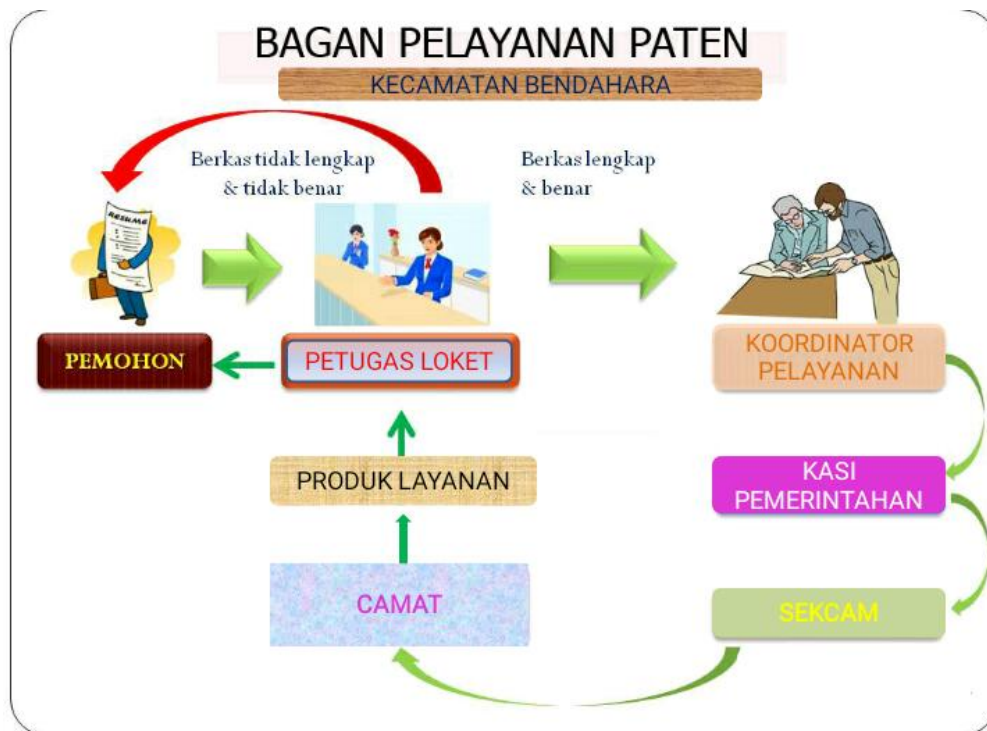 BAGAN PELAYANAN PATEN
KECAMATAN BENDAHARA
Berkas tidak lengkap
& tidak benar
Berkas lengkap
& benar
RESUME
PEMOHON
PETUGAS LOKET
KOORDINATOR
PELAYANAN
PRODUK LAYANAN
KASI
PEMERINTAHAN
CAMAT
SEKCAM